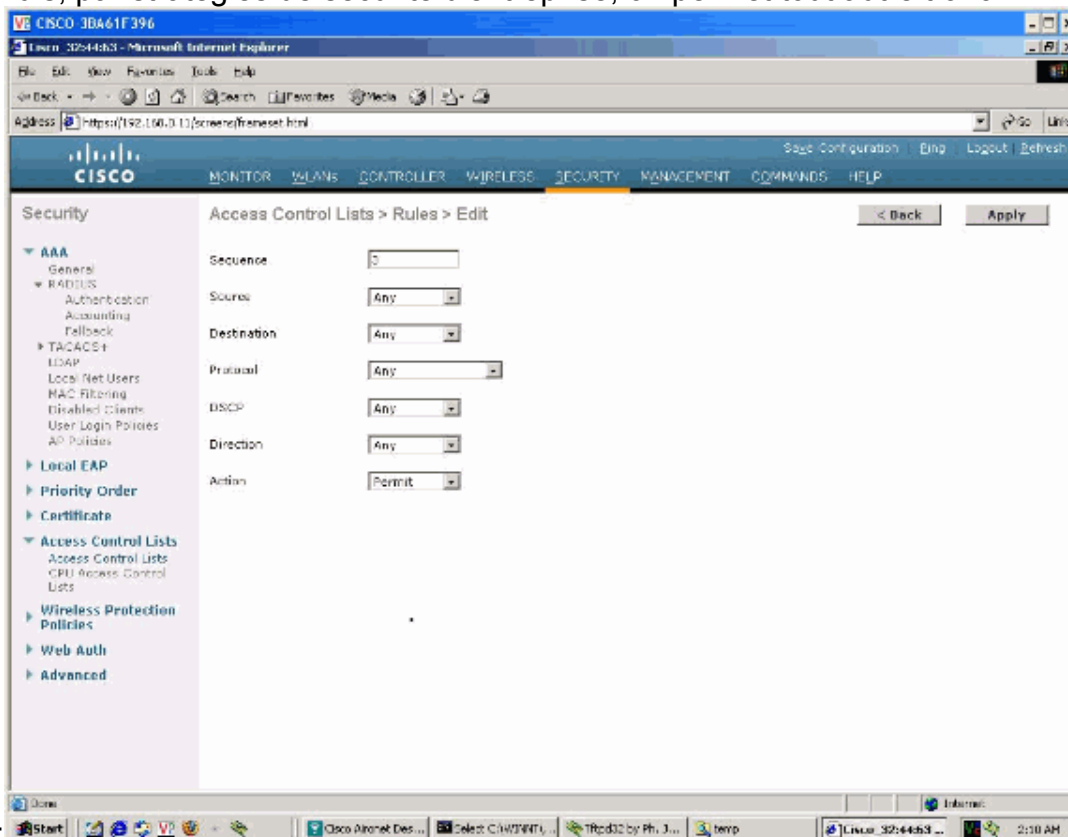 CISCO-3BA61F396
Cisco_32:44:63 - Microsoft Internet Explorer
File Edit View Favorites Tools Help
Back Search Favorites Media
Address https://192.168.0.11/screens/frameset.html Go Links
Save Configuration Ping Logout Refresh
CISCO MONITOR WLANs CONTROLLER WIRELESS SECURITY MANAGEMENT COMMANDS HELP
Security
Access Control Lists > Rules > Edit
< Back Apply
AAA
General
RADIUS
Authentication
Accounting
Fallback
TACACS+
LDAP
Local Net Users
MAC Filtering
Disabled Clients
User Login Policies
AP Policies
Local EAP
Priority Order
Certificate
Access Control Lists
Access Control Lists
CPU Access Control
Lists
Wireless Protection
Policies
Web Auth
Advanced
Sequence 3
Source Any
Destination Any
Protocol Any
DSCP Any
Direction Any
Action Permit
Done Internet
Start Cisco Aironet Des... Select C:\WINNT\... Tftpd32 by Ph. J... temp Cisco_32:44:63 ... 2:10 AM